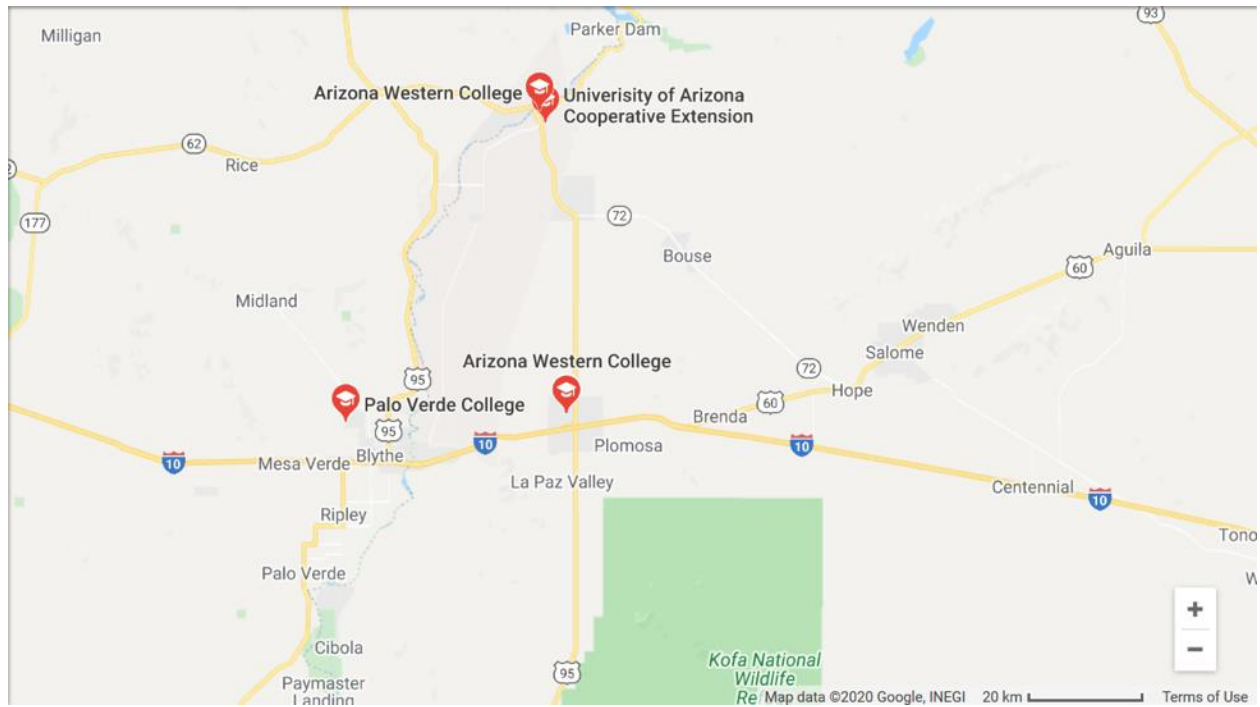 93
Milligan
Parker Dam
Arizona Western College
Univerisity of Arizona
Cooperative Extension
62
Rice
177
72
Bouse
Aguila
60
Midland
Wenden
Salome
72
Hope
Arizona Western College
95
Palo Verde College
60
Brenda
95
10
10
Plomosa
Mesa Verde
Blythe
10
La Paz Valley
Centennial
10
Ripley
Tono
Palo Verde
W
+
Cibola
−
Kofa National
Wildlife
Re
95
Paymaster
Landing
Map data ©2020 Google, INEGI
20 km
Terms of Use